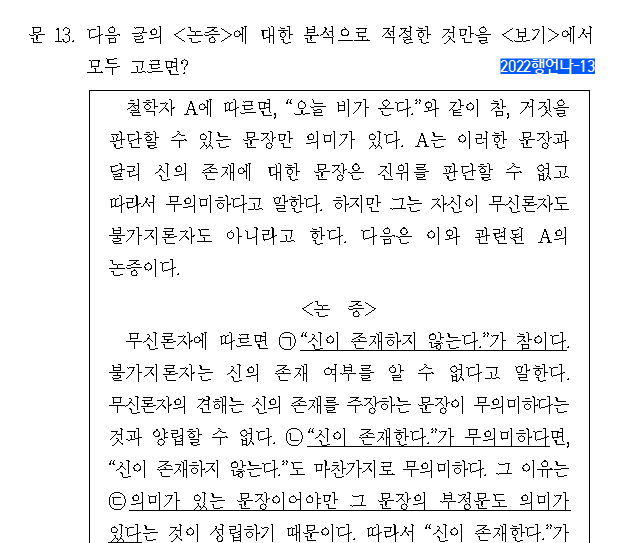 문 13. 다음 글의 <논증>에 대한 분석으로 적절한 것만을 <보기>에서
모두 고르면?
2022행언나-13
철학자 A에 따르면, “오늘 비가 온다.”와 같이 참, 거짓을
판단할 수 있는 문장만 의미가 있다. A는 이러한 문장과
달리 신의 존재에 대한 문장은 진위를 판단할 수 없고
따라서 무의미하다고 말한다. 하지만 그는 자신이 무신론자도
불가지론자도 아니라고 한다. 다음은 이와 관련된 A의
논증이다.
<논 증>
무신론자에 따르면 ㉠“신이 존재하지 않는다.”가 참이다.
불가지론자는 신의 존재 여부를 알 수 없다고 말한다.
무신론자의 견해는 신의 존재를 주장하는 문장이 무의미하다는
것과 양립할 수 없다. ㉡“신이 존재한다.”가 무의미하다면,
“신이 존재하지 않는다.”도 마찬가지로 무의미하다. 그 이유는
㉢의미가 있는 문장이어야만 그 문장의 부정문도 의미가
있다는 것이 성립하기 때문이다. 따라서 “신이 존재한다.”가